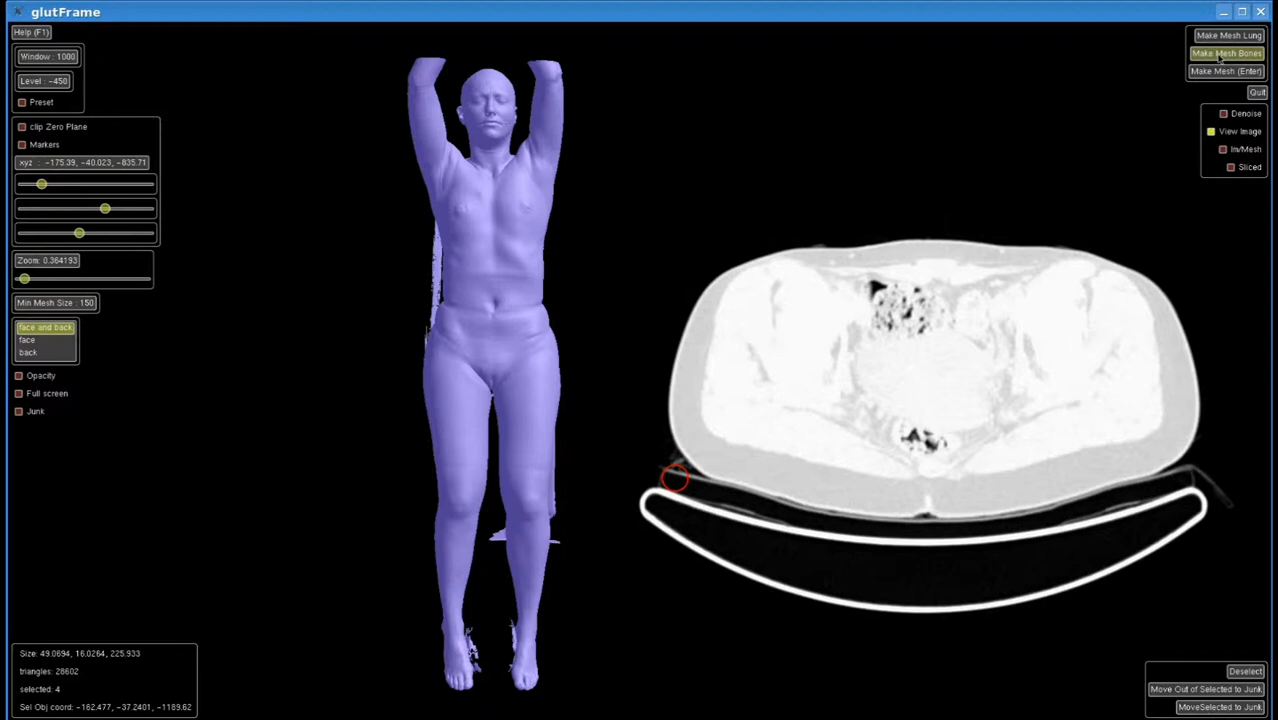 glutFrame
Help (F1)
Window : 1000
Level : -450
Preset
clip Zero Plane
Markers
xyz : -175.39, -40.023, -835.71
Zoom: 0.364193
Min Mesh Size : 150
face and back
face
back
Opacity
Full screen
Junk
Size: 49.0694, 16.0264, 225.933
triangles: 28602
selected: 4
Sel Obj coord: -162.477, -37.2401, -1189.62
Make Mesh Lung
Make Mesh Bones
Make Mesh (Enter)
Quit
Denoise
View Image
Im/Mesh
Sliced
Deselect
Move Out of Selected to Junk
MoveSelected to Junk